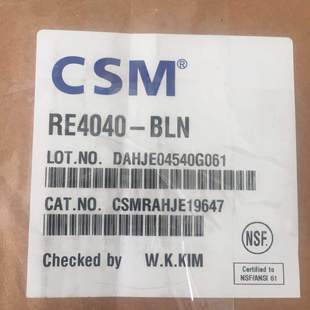 CSM®
RE4040-BLN
LOT.NO. DAHJE04540G061
CAT.NO. CSMRAHJE19647
NSF.
Checked by W.K.KIM
Certified to
NSF/ANSI 61